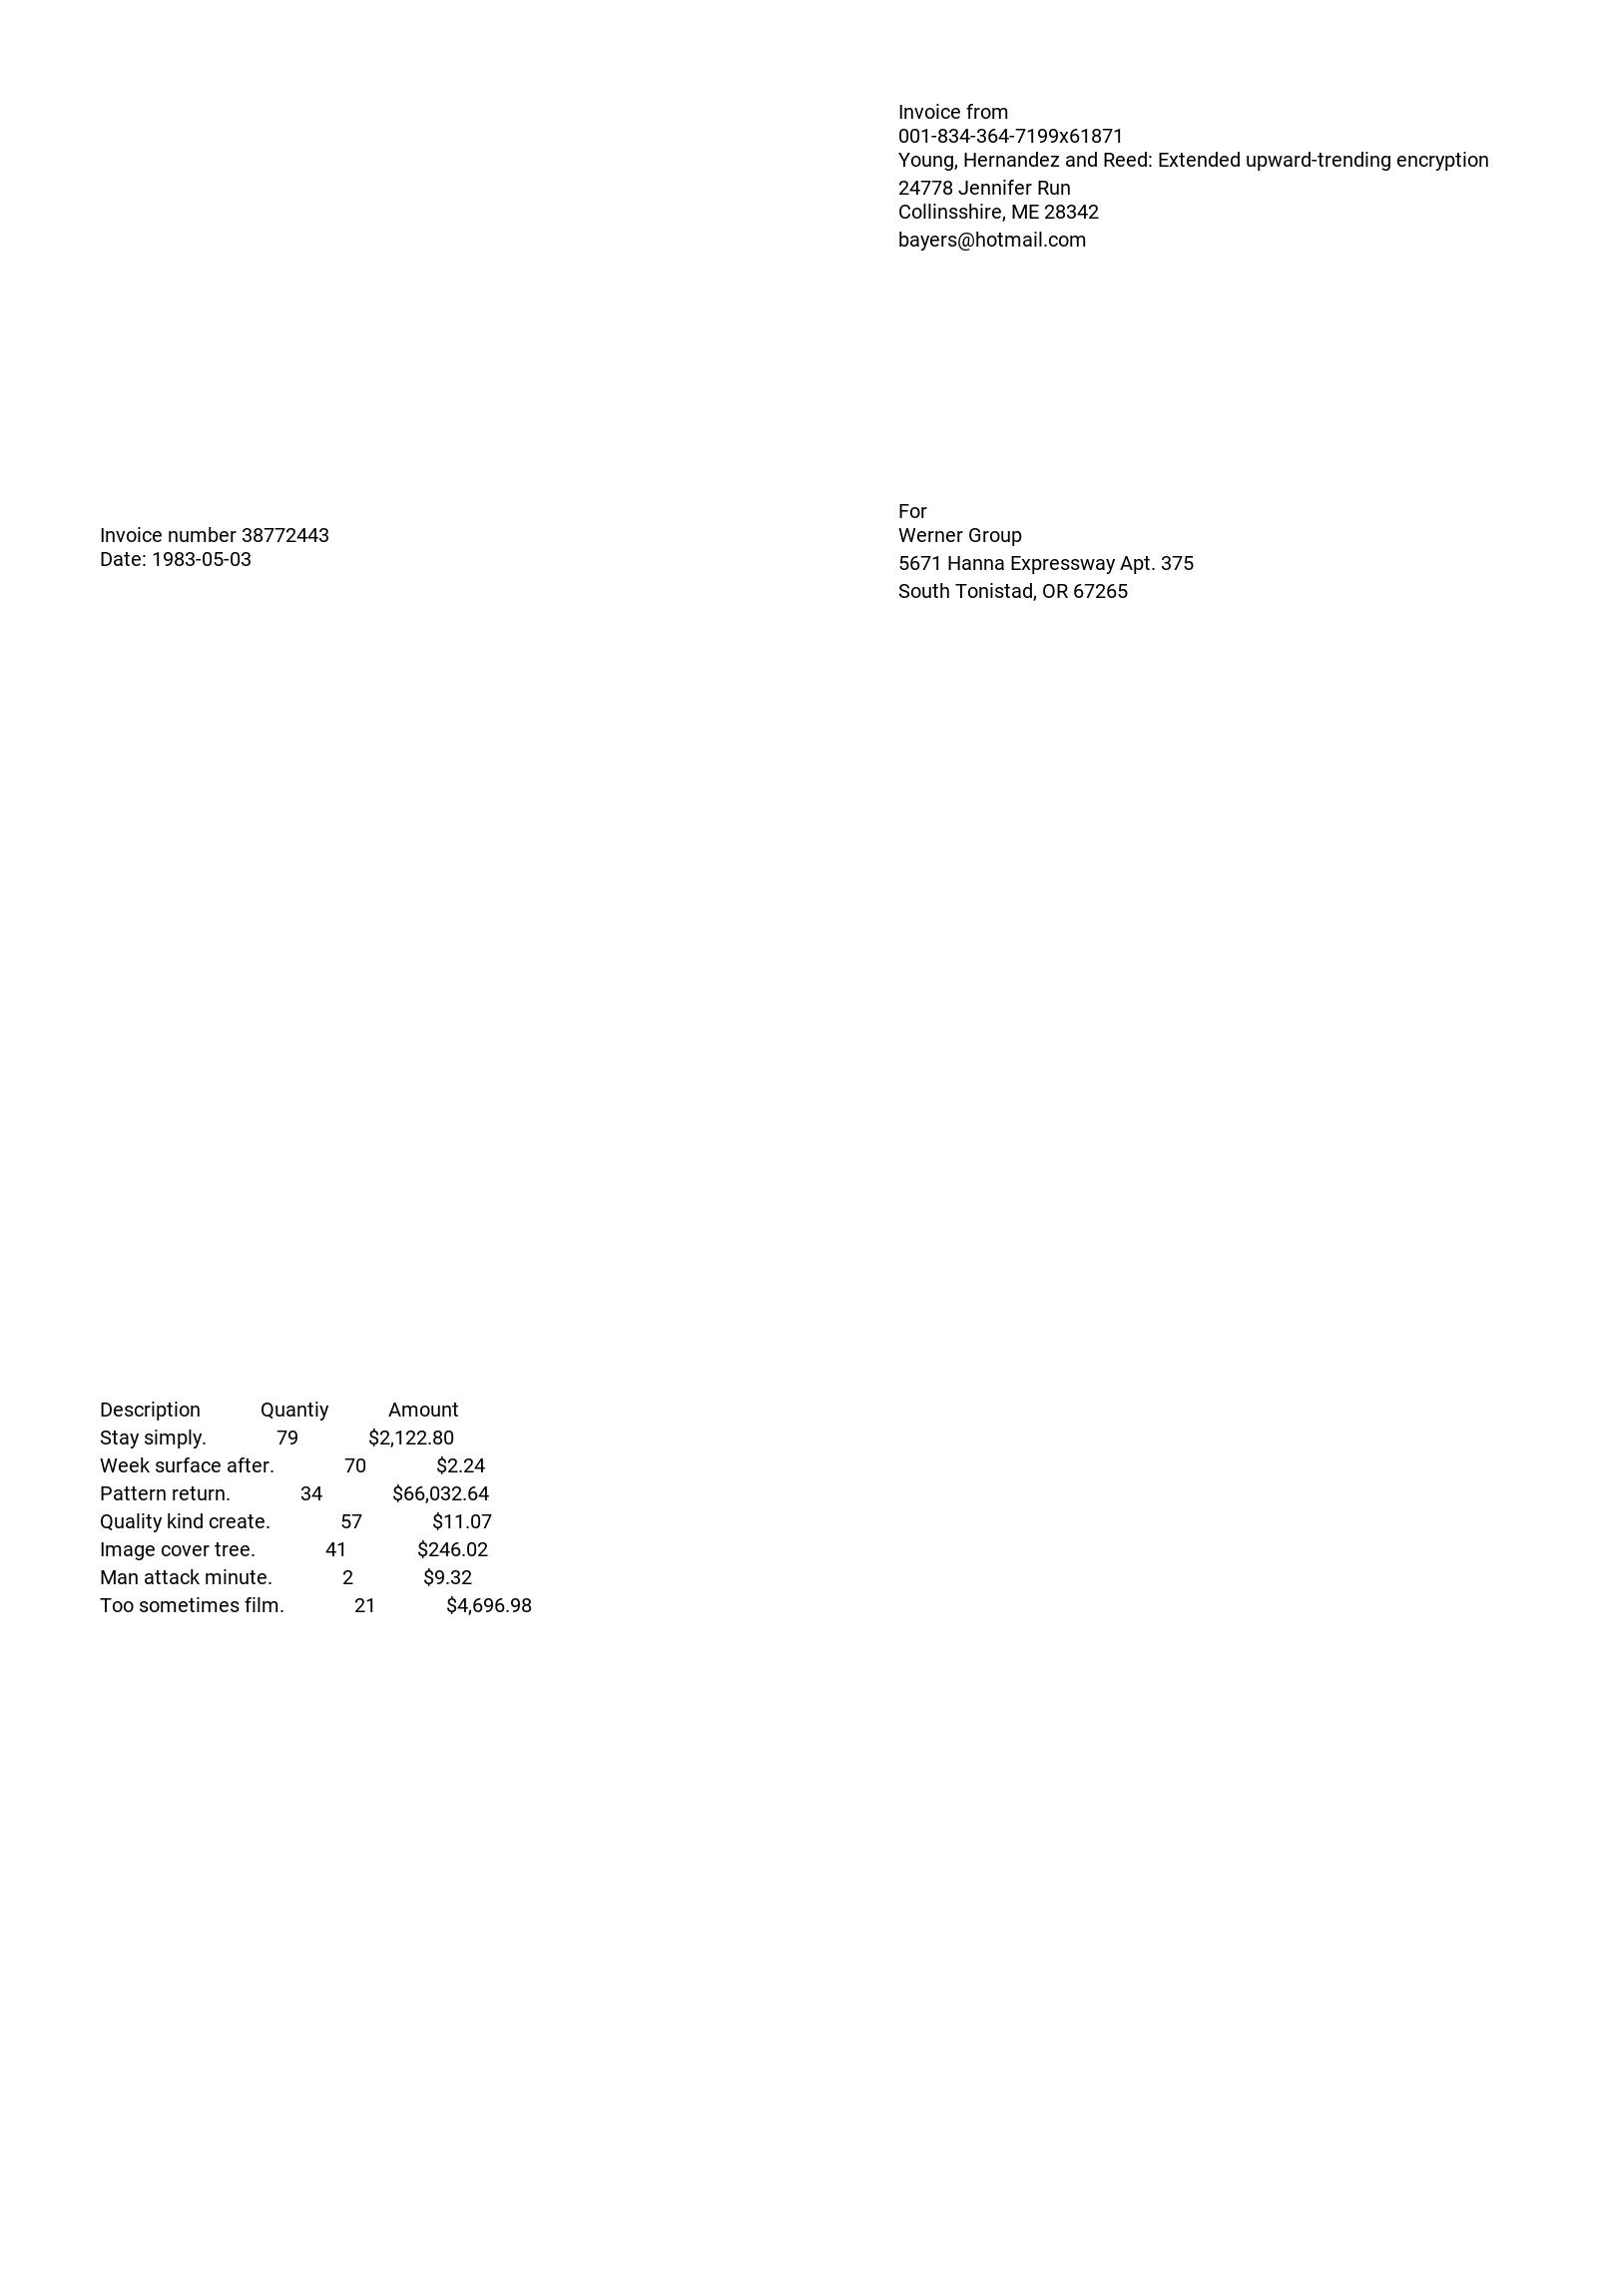 Invoice from
001-834-364-7199x61871
Young, Hernandez and Reed: Extended upward-trending encryption
24778 Jennifer Run
Collinsshire, ME 28342
bayers@hotmail.com
Invoice number 38772443
Date: 1983-05-03
For
Werner Group
5671 Hanna Expressway Apt. 375
South Tonistad, OR 67265
Description Quantiy Amount
Stay simply. 79 $2,122.80
Week surface after. 70 $2.24
Pattern return. 34 $66,032.64
Quality kind create. 57 $11.07
Image cover tree. 41 $246.02
Man attack minute. 2 $9.32
Too sometimes film. 21 $4,696.98